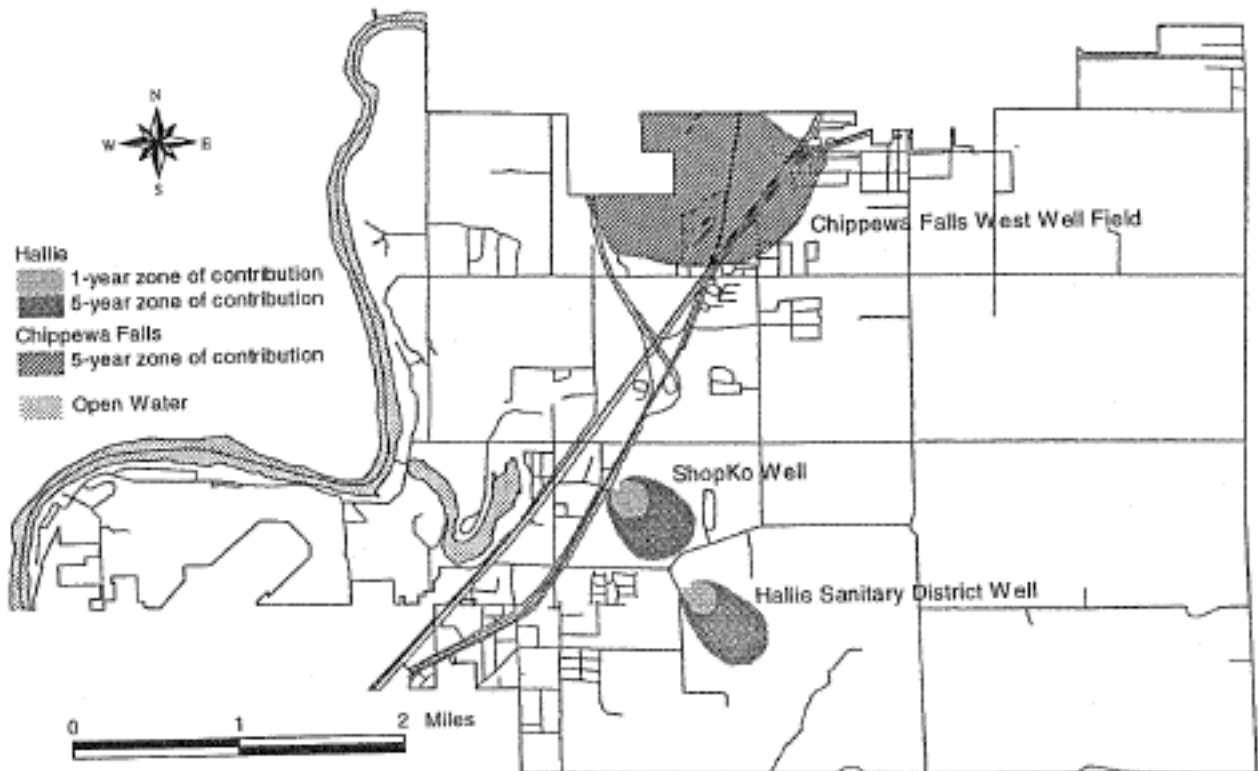 N
W E
S
Chippewa Falls West Well Field
Hallie
1-year zone of contribution
5-year zone of contribution
Chippewa Falls
5-year zone of contribution
Open Water
ShopKo Well
Hallie Sanitary District Well
0 1 2 Miles